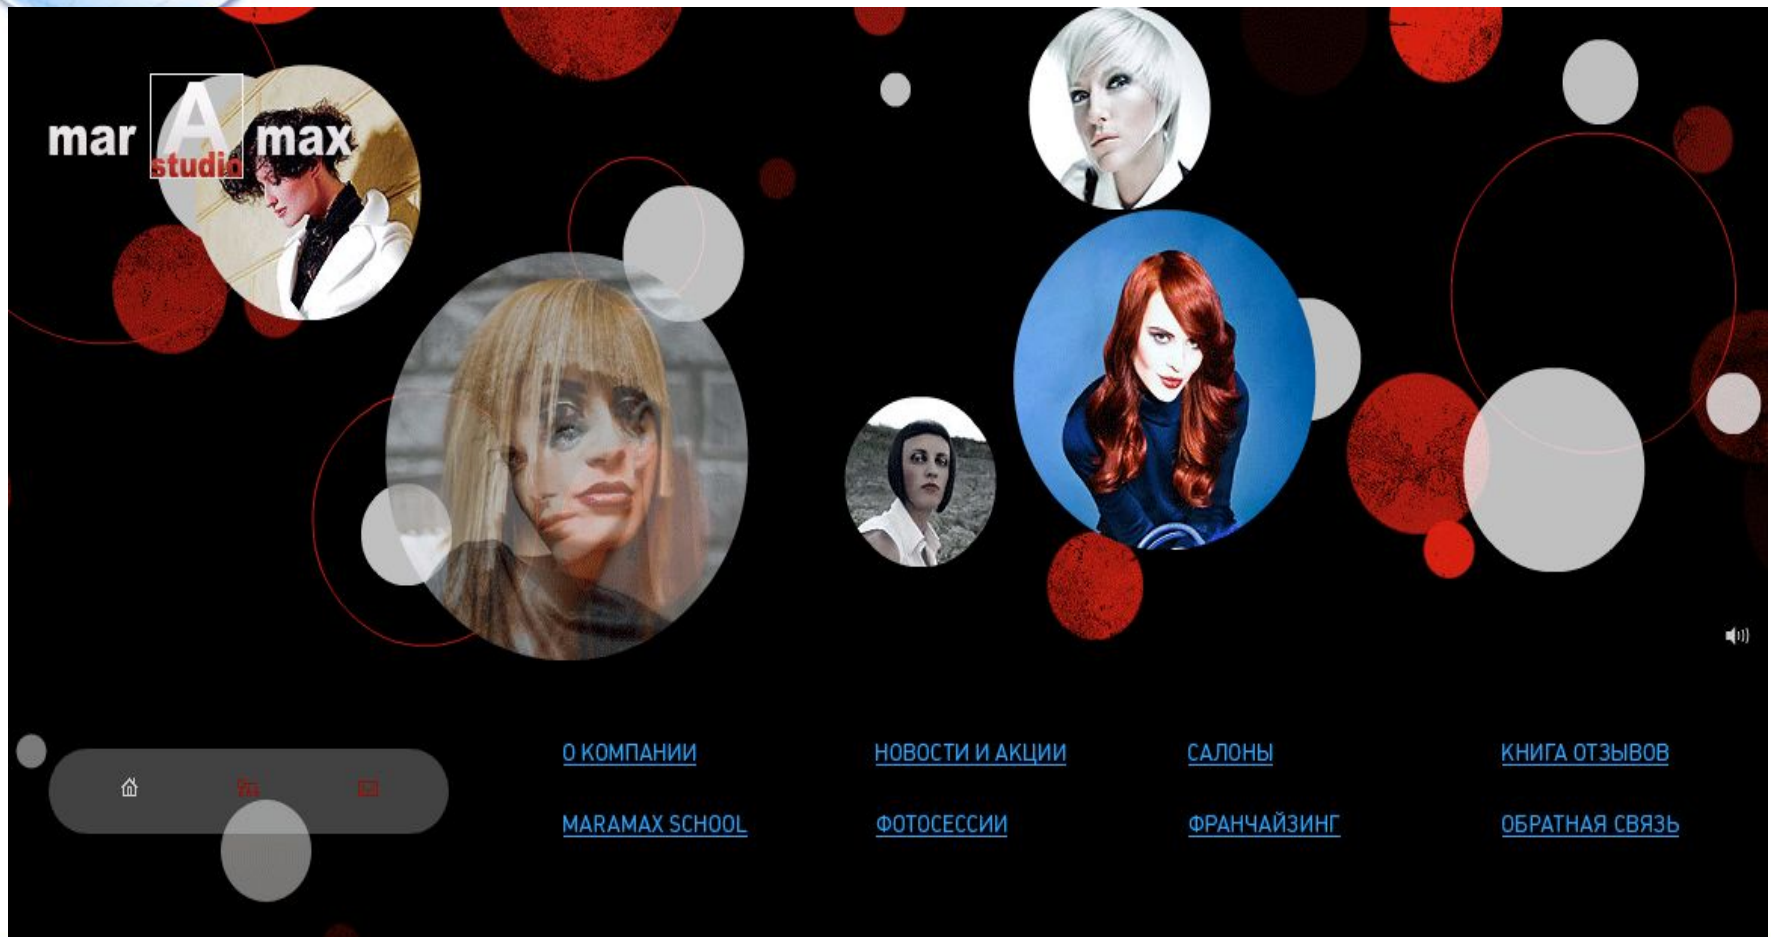 mar A max
studio
О КОМПАНИИ НОВОСТИ И АКЦИИ САЛОНЫ КНИГА ОТЗЫВОВ
MARAMAX SCHOOL ФОТОСЕССИИ ФРАНЧАЙЗИНГ ОБРАТНАЯ СВЯЗЬ